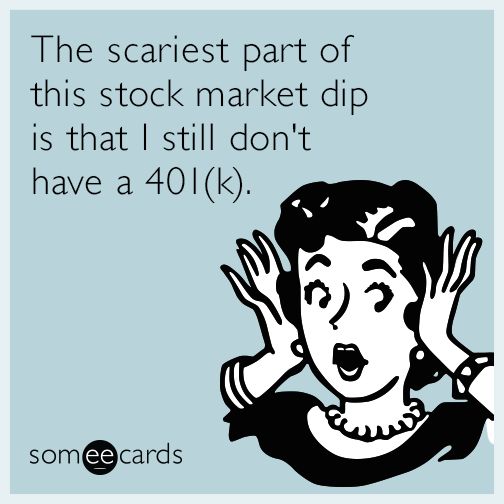 The scariest part of
this stock market dip
is that I still don't
have a 401(k).
someecards